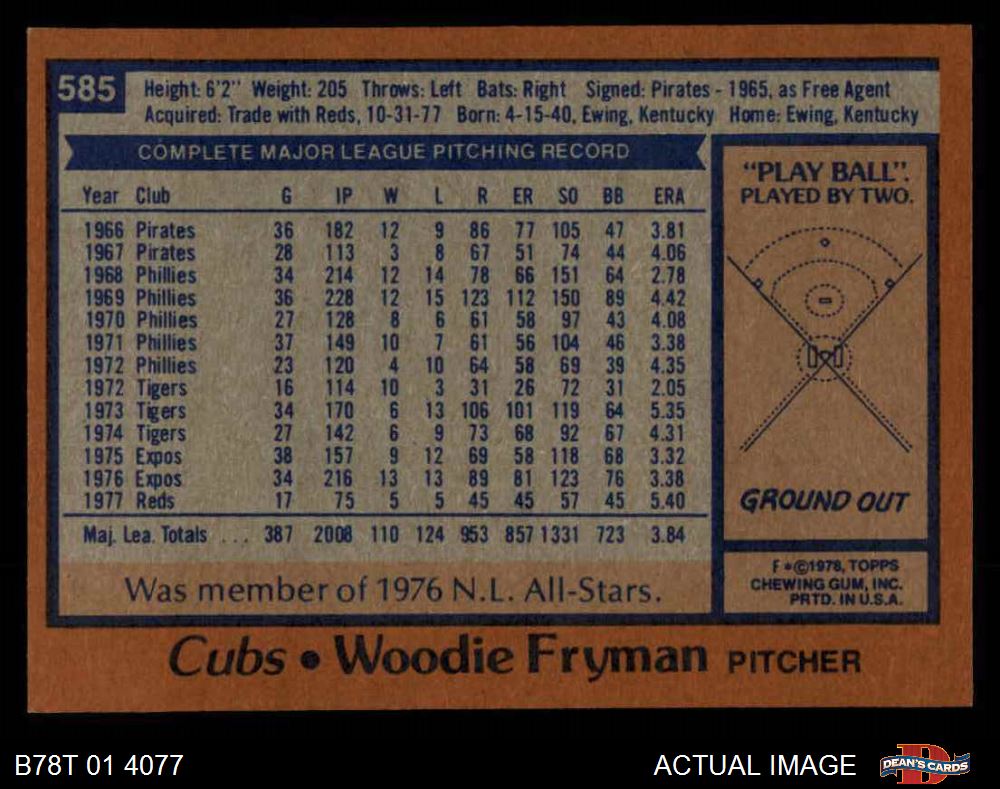 585
Height: 6'2" Weight: 205 Throws: Left Bats: Right Signed: Pirates - 1965, as Free Agent
Acquired: Trade with Reds, 10-31-77 Born: 4-15-40, Ewing, Kentucky Home: Ewing, Kentucky
COMPLETE MAJOR LEAGUE PITCHING RECORD
Year Club G IP W L R ER SO BB ERA
1966 Pirates 36 182 12 9 86 77 105 47 3.81
1967 Pirates 28 113 3 8 67 51 74 44 4.06
1968 Phillies 34 214 12 14 78 66 151 64 2.78
1969 Phillies 36 228 12 15 123 112 150 89 4.42
1970 Phillies 27 128 8 6 61 58 97 43 4.08
1971 Phillies 37 149 10 7 61 56 104 46 3.38
1972 Phillies 23 120 4 10 64 58 69 39 4.35
1972 Tigers 16 114 10 3 31 26 72 31 2.05
1973 Tigers 34 170 6 13 106 101 119 64 5.35
1974 Tigers 27 142 6 9 73 68 92 67 4.31
1975 Expos 38 157 9 12 69 58 118 68 3.32
1976 Expos 34 216 13 13 89 81 123 76 3.38
1977 Reds 17 75 5 5 45 45 57 45 5.40
Maj. Lea. Totals ... 387 2008 110 124 953 857 1331 723 3.84
Was member of 1976 N.L. All-Stars.
"PLAY BALL".
PLAYED BY TWO.
GROUND OUT
F *©1978, TOPPS
CHEWING GUM, INC.
PRTD. IN U.S.A.
Cubs • Woodie Fryman PITCHER
B78T 01 4077
ACTUAL IMAGE
D
DEAN'S CARDS